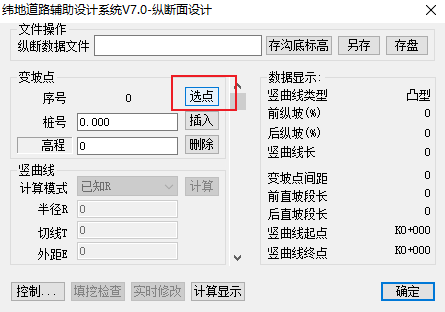 纬地道路辅助设计系统V7.0-纵断面设计
文件操作
纵断数据文件 存沟底标高 另存 存盘
变坡点
序号 0 选点
桩号 0.000 插入
高程 0 删除
竖曲线
计算模式 已知R 计算
半径R 0
切线T 0
外距E 0
数据显示:
竖曲线类型 凸型
前纵坡(%) 0
后纵坡(%) 0
竖曲线长 0
变坡点间距 0
前直坡段长 0
后直坡段长 0
竖曲线起点 K0+000
竖曲线终点 K0+000
控制... 填挖检查 实时修改 计算显示 确定